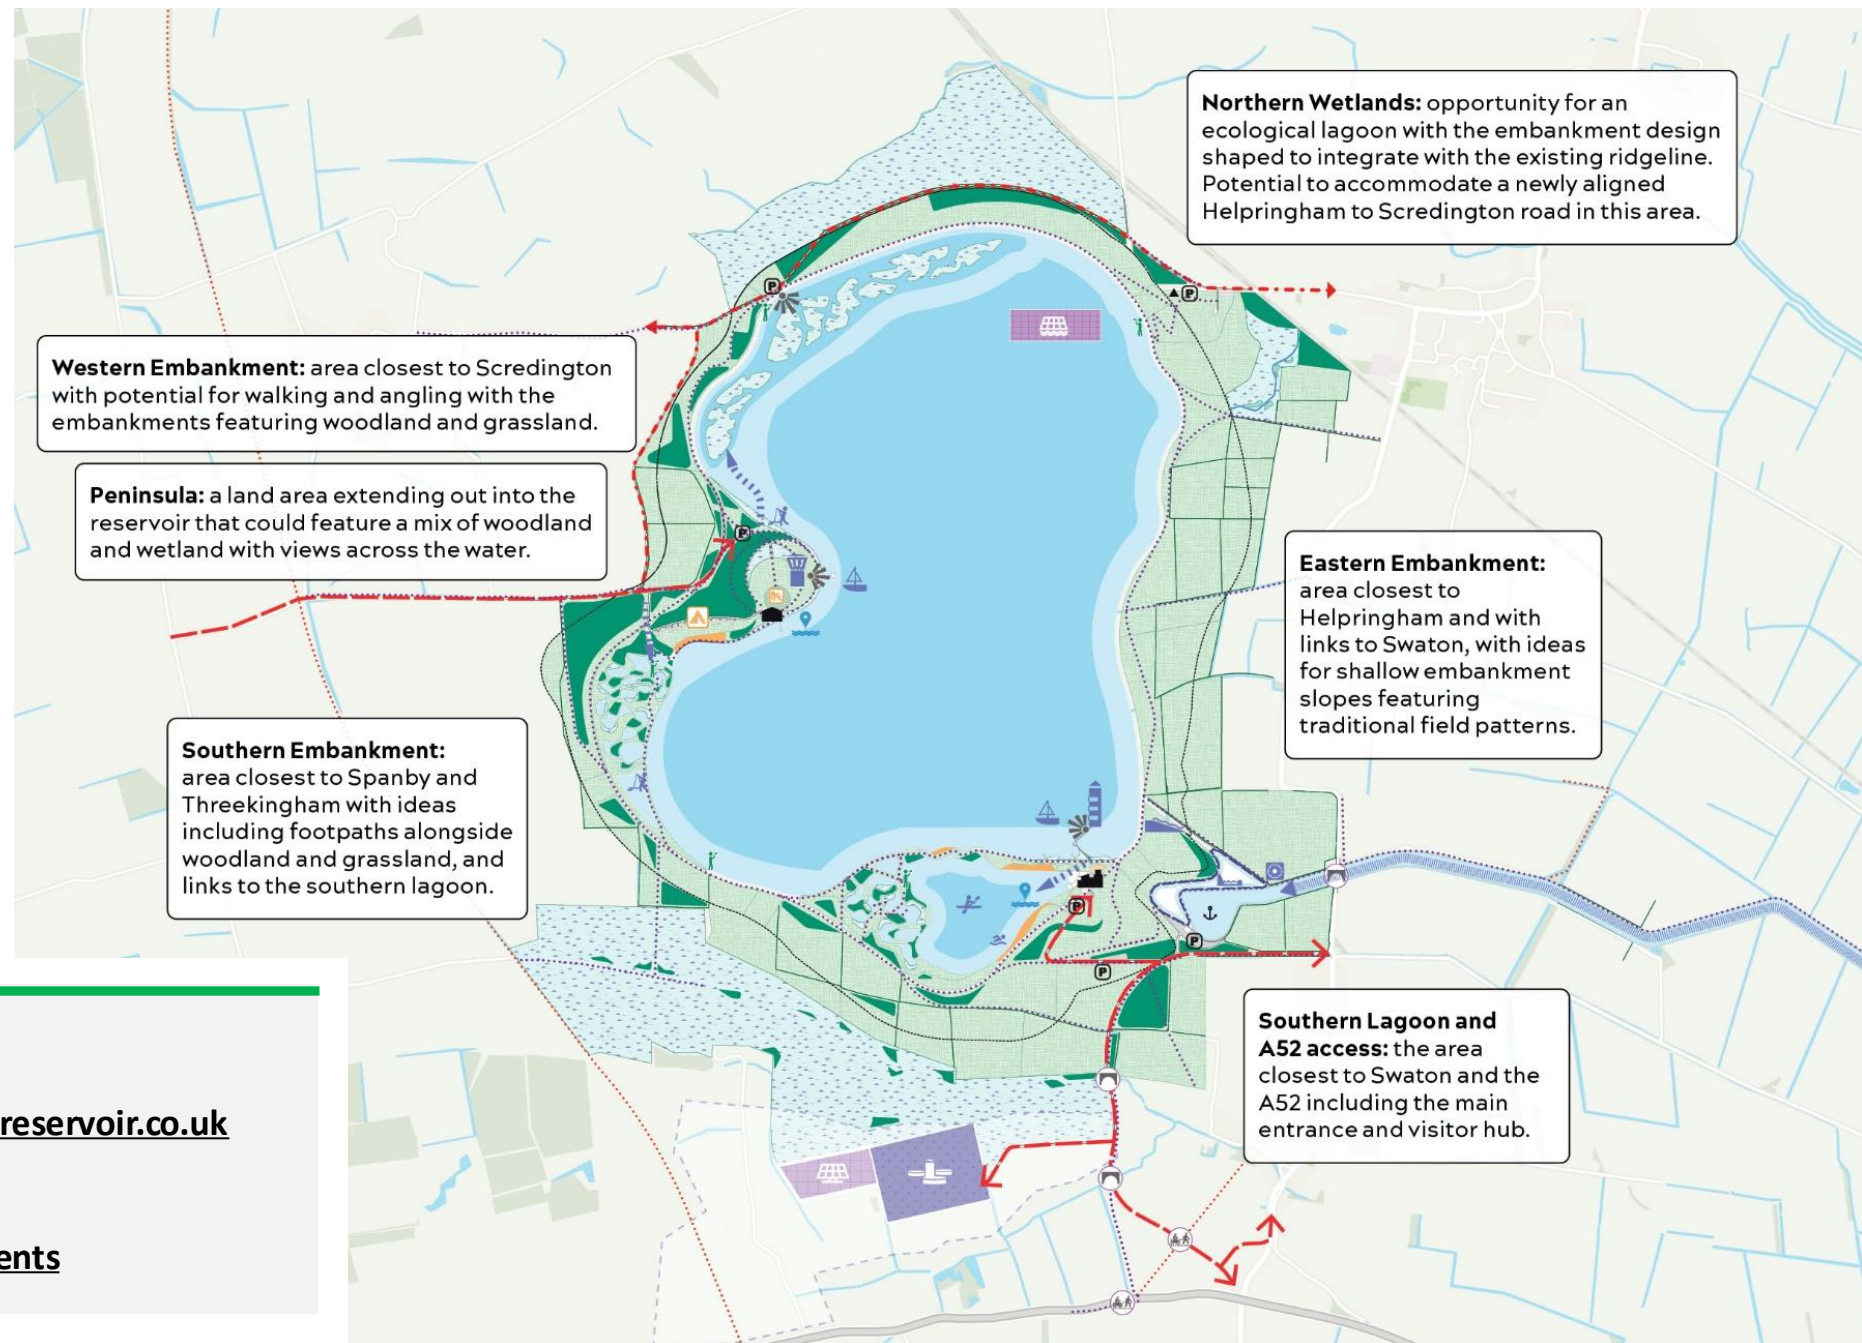 Northern Wetlands: opportunity for an
ecological lagoon with the embankment design
shaped to integrate with the existing ridgeline.
Potential to accommodate a newly aligned
Helpringham to Scredington road in this area.
Western Embankment: area closest to Scredington
with potential for walking and angling with the
embankments featuring woodland and grassland.
Peninsula: a land area extending out into the
reservoir that could feature a mix of woodland
and wetland with views across the water.
Eastern Embankment:
area closest to
Helpringham and with
links to Swaton, with ideas
for shallow embankment
slopes featuring
traditional field patterns.
Southern Embankment:
area closest to Spanby and
Threekingham with ideas
including footpaths alongside
woodland and grassland, and
links to the southern lagoon.
Southern Lagoon and
A52 access: the area
closest to Swaton and the
A52 including the main
entrance and visitor hub.
reservoir.co.uk
ents
P
P
P
P
P
P